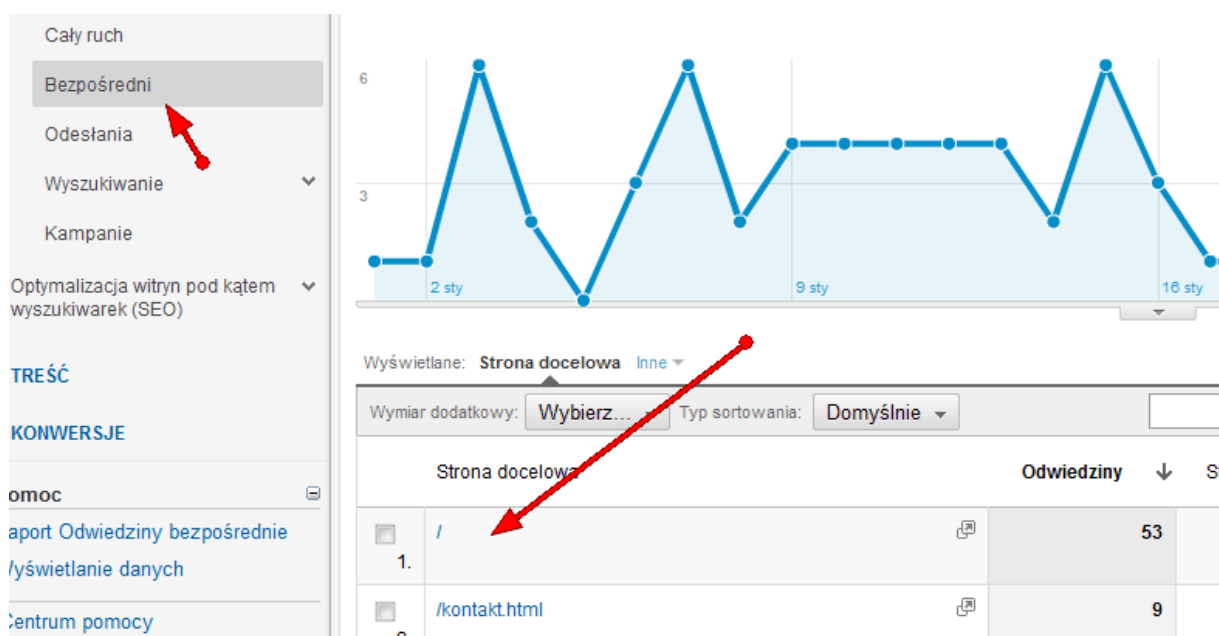 Cały ruch
Bezpośredni
Odesłania
Wyszukiwanie
Kampanie
Optymalizacja witryn pod kątem
wyszukiwarek (SEO)
TREŚĆ
KONWERSJE
omoc
aport Odwiedziny bezpośrednie
yświetlanie danych
Centrum pomocy
6
3
2 sty
9 sty
16 sty
Wyświetlane: Strona docelowa Inne
Wymiar dodatkowy: Wybierz... Typ sortowania: Domyślnie
Strona docelowa Odwiedziny
/ 53
1.
/kontakt.html 9